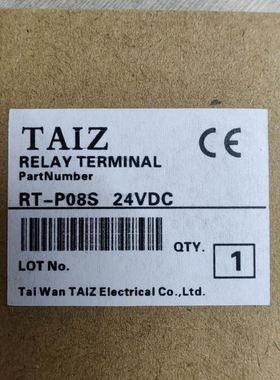 TAIZ
CE
RELAY TERMINAL
PartNumber
RT-P08S 24VDC
QTY. 1
LOT No.
Tai Wan TAIZ Electrical Co.,Ltd.